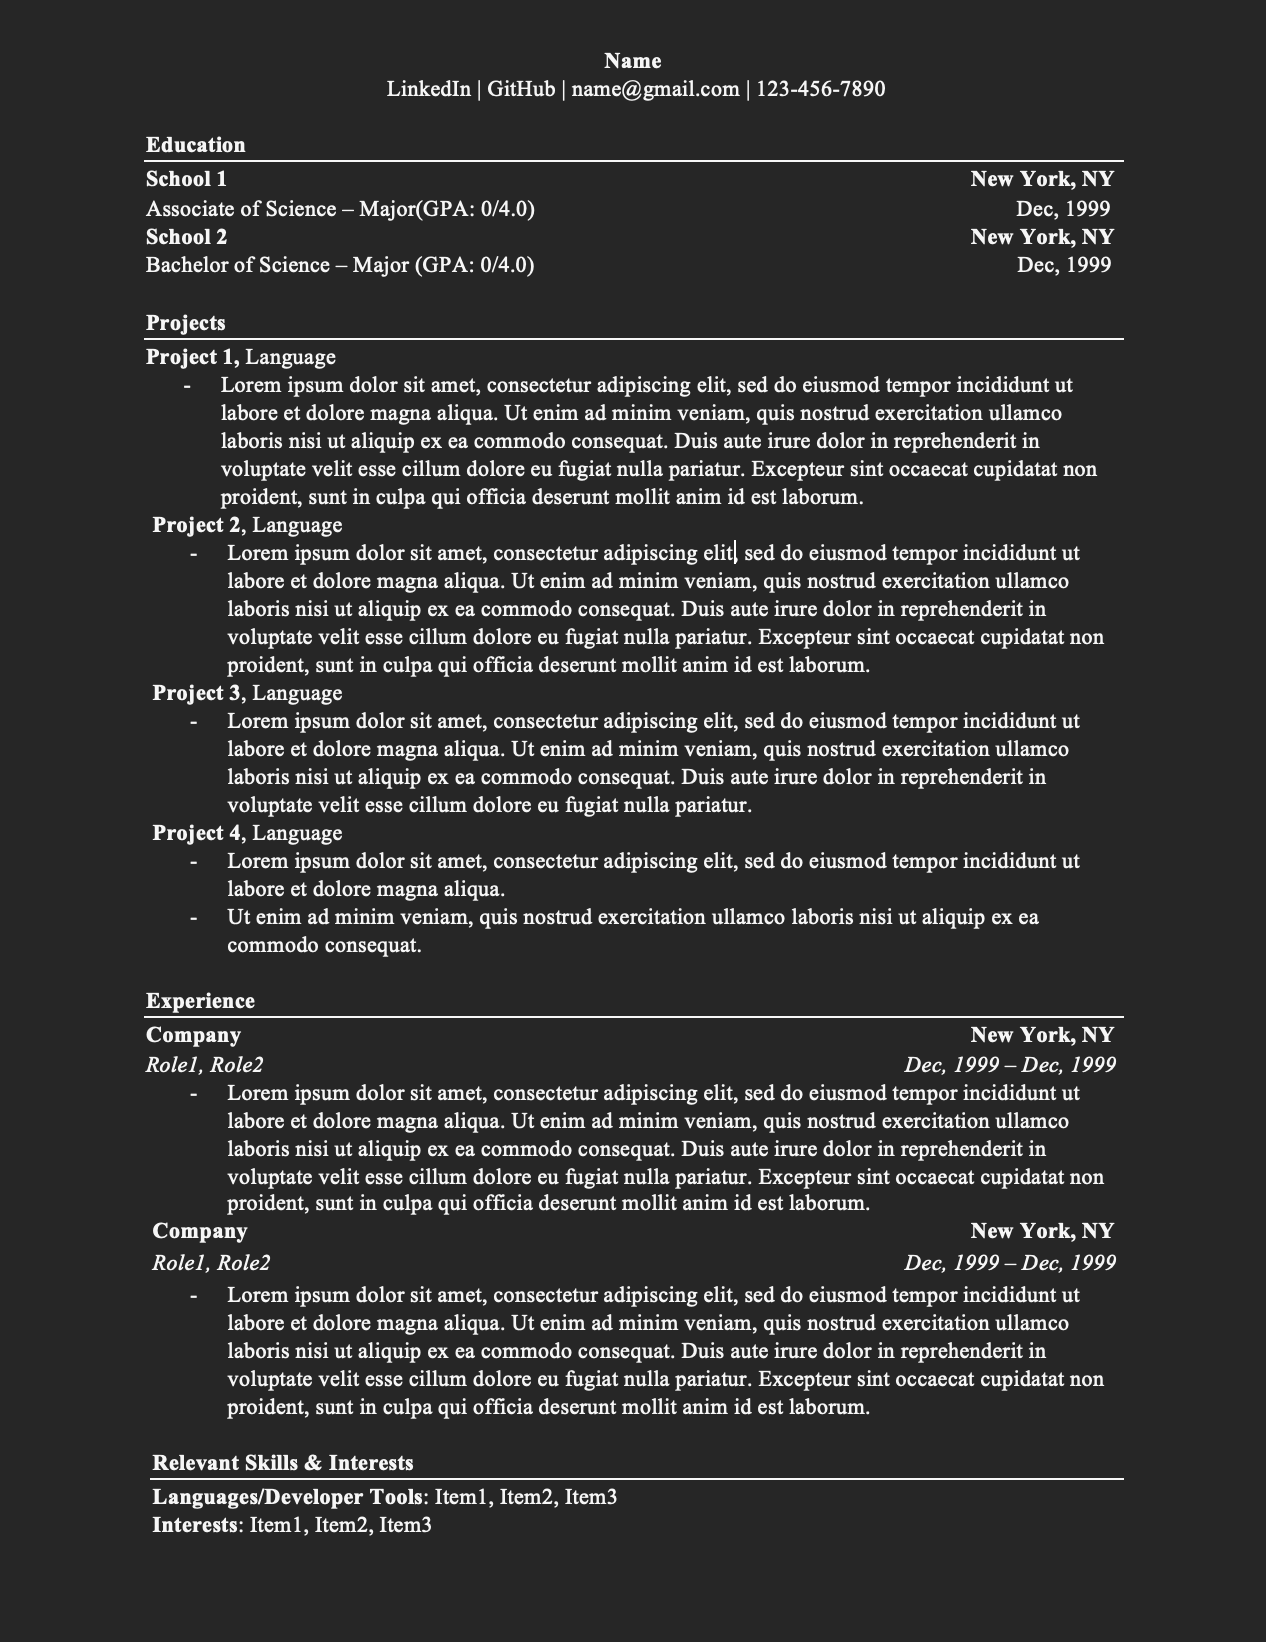 Name
LinkedIn | GitHub | name@gmail.com | 123-456-7890
Education
School 1 New York, NY
Associate of Science – Major(GPA: 0/4.0) Dec, 1999
School 2 New York, NY
Bachelor of Science – Major (GPA: 0/4.0) Dec, 1999
Projects
Project 1, Language
- Lorem ipsum dolor sit amet, consectetur adipiscing elit, sed do eiusmod tempor incididunt ut
labore et dolore magna aliqua. Ut enim ad minim veniam, quis nostrud exercitation ullamco
laboris nisi ut aliquip ex ea commodo consequat. Duis aute irure dolor in reprehenderit in
voluptate velit esse cillum dolore eu fugiat nulla pariatur. Excepteur sint occaecat cupidatat non
proident, sunt in culpa qui officia deserunt mollit anim id est laborum.
Project 2, Language
- Lorem ipsum dolor sit amet, consectetur adipiscing elit, sed do eiusmod tempor incididunt ut
labore et dolore magna aliqua. Ut enim ad minim veniam, quis nostrud exercitation ullamco
laboris nisi ut aliquip ex ea commodo consequat. Duis aute irure dolor in reprehenderit in
voluptate velit esse cillum dolore eu fugiat nulla pariatur. Excepteur sint occaecat cupidatat non
proident, sunt in culpa qui officia deserunt mollit anim id est laborum.
Project 3, Language
- Lorem ipsum dolor sit amet, consectetur adipiscing elit, sed do eiusmod tempor incididunt ut
labore et dolore magna aliqua. Ut enim ad minim veniam, quis nostrud exercitation ullamco
laboris nisi ut aliquip ex ea commodo consequat. Duis aute irure dolor in reprehenderit in
voluptate velit esse cillum dolore eu fugiat nulla pariatur.
Project 4, Language
- Lorem ipsum dolor sit amet, consectetur adipiscing elit, sed do eiusmod tempor incididunt ut
labore et dolore magna aliqua.
- Ut enim ad minim veniam, quis nostrud exercitation ullamco laboris nisi ut aliquip ex ea
commodo consequat.
Experience
Company New York, NY
Role1, Role2 Dec, 1999 – Dec, 1999
- Lorem ipsum dolor sit amet, consectetur adipiscing elit, sed do eiusmod tempor incididunt ut
labore et dolore magna aliqua. Ut enim ad minim veniam, quis nostrud exercitation ullamco
laboris nisi ut aliquip ex ea commodo consequat. Duis aute irure dolor in reprehenderit in
voluptate velit esse cillum dolore eu fugiat nulla pariatur. Excepteur sint occaecat cupidatat non
proident, sunt in culpa qui officia deserunt mollit anim id est laborum.
Company New York, NY
Role1, Role2 Dec, 1999 – Dec, 1999
- Lorem ipsum dolor sit amet, consectetur adipiscing elit, sed do eiusmod tempor incididunt ut
labore et dolore magna aliqua. Ut enim ad minim veniam, quis nostrud exercitation ullamco
laboris nisi ut aliquip ex ea commodo consequat. Duis aute irure dolor in reprehenderit in
voluptate velit esse cillum dolore eu fugiat nulla pariatur. Excepteur sint occaecat cupidatat non
proident, sunt in culpa qui officia deserunt mollit anim id est laborum.
Relevant Skills & Interests
Languages/Developer Tools: Item1, Item2, Item3
Interests: Item1, Item2, Item3